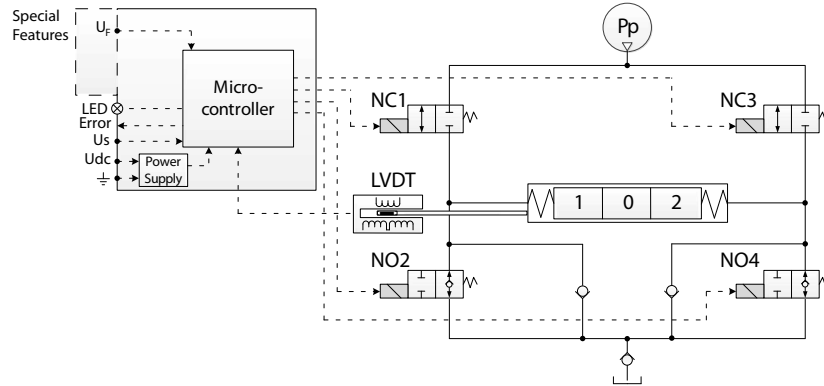 Special
Features
U_F
Micro-
controller
LED
Error
Us
Udc
Power
Supply
Pp
NC1
NC3
LVDT
1 0 2
NO2
NO4